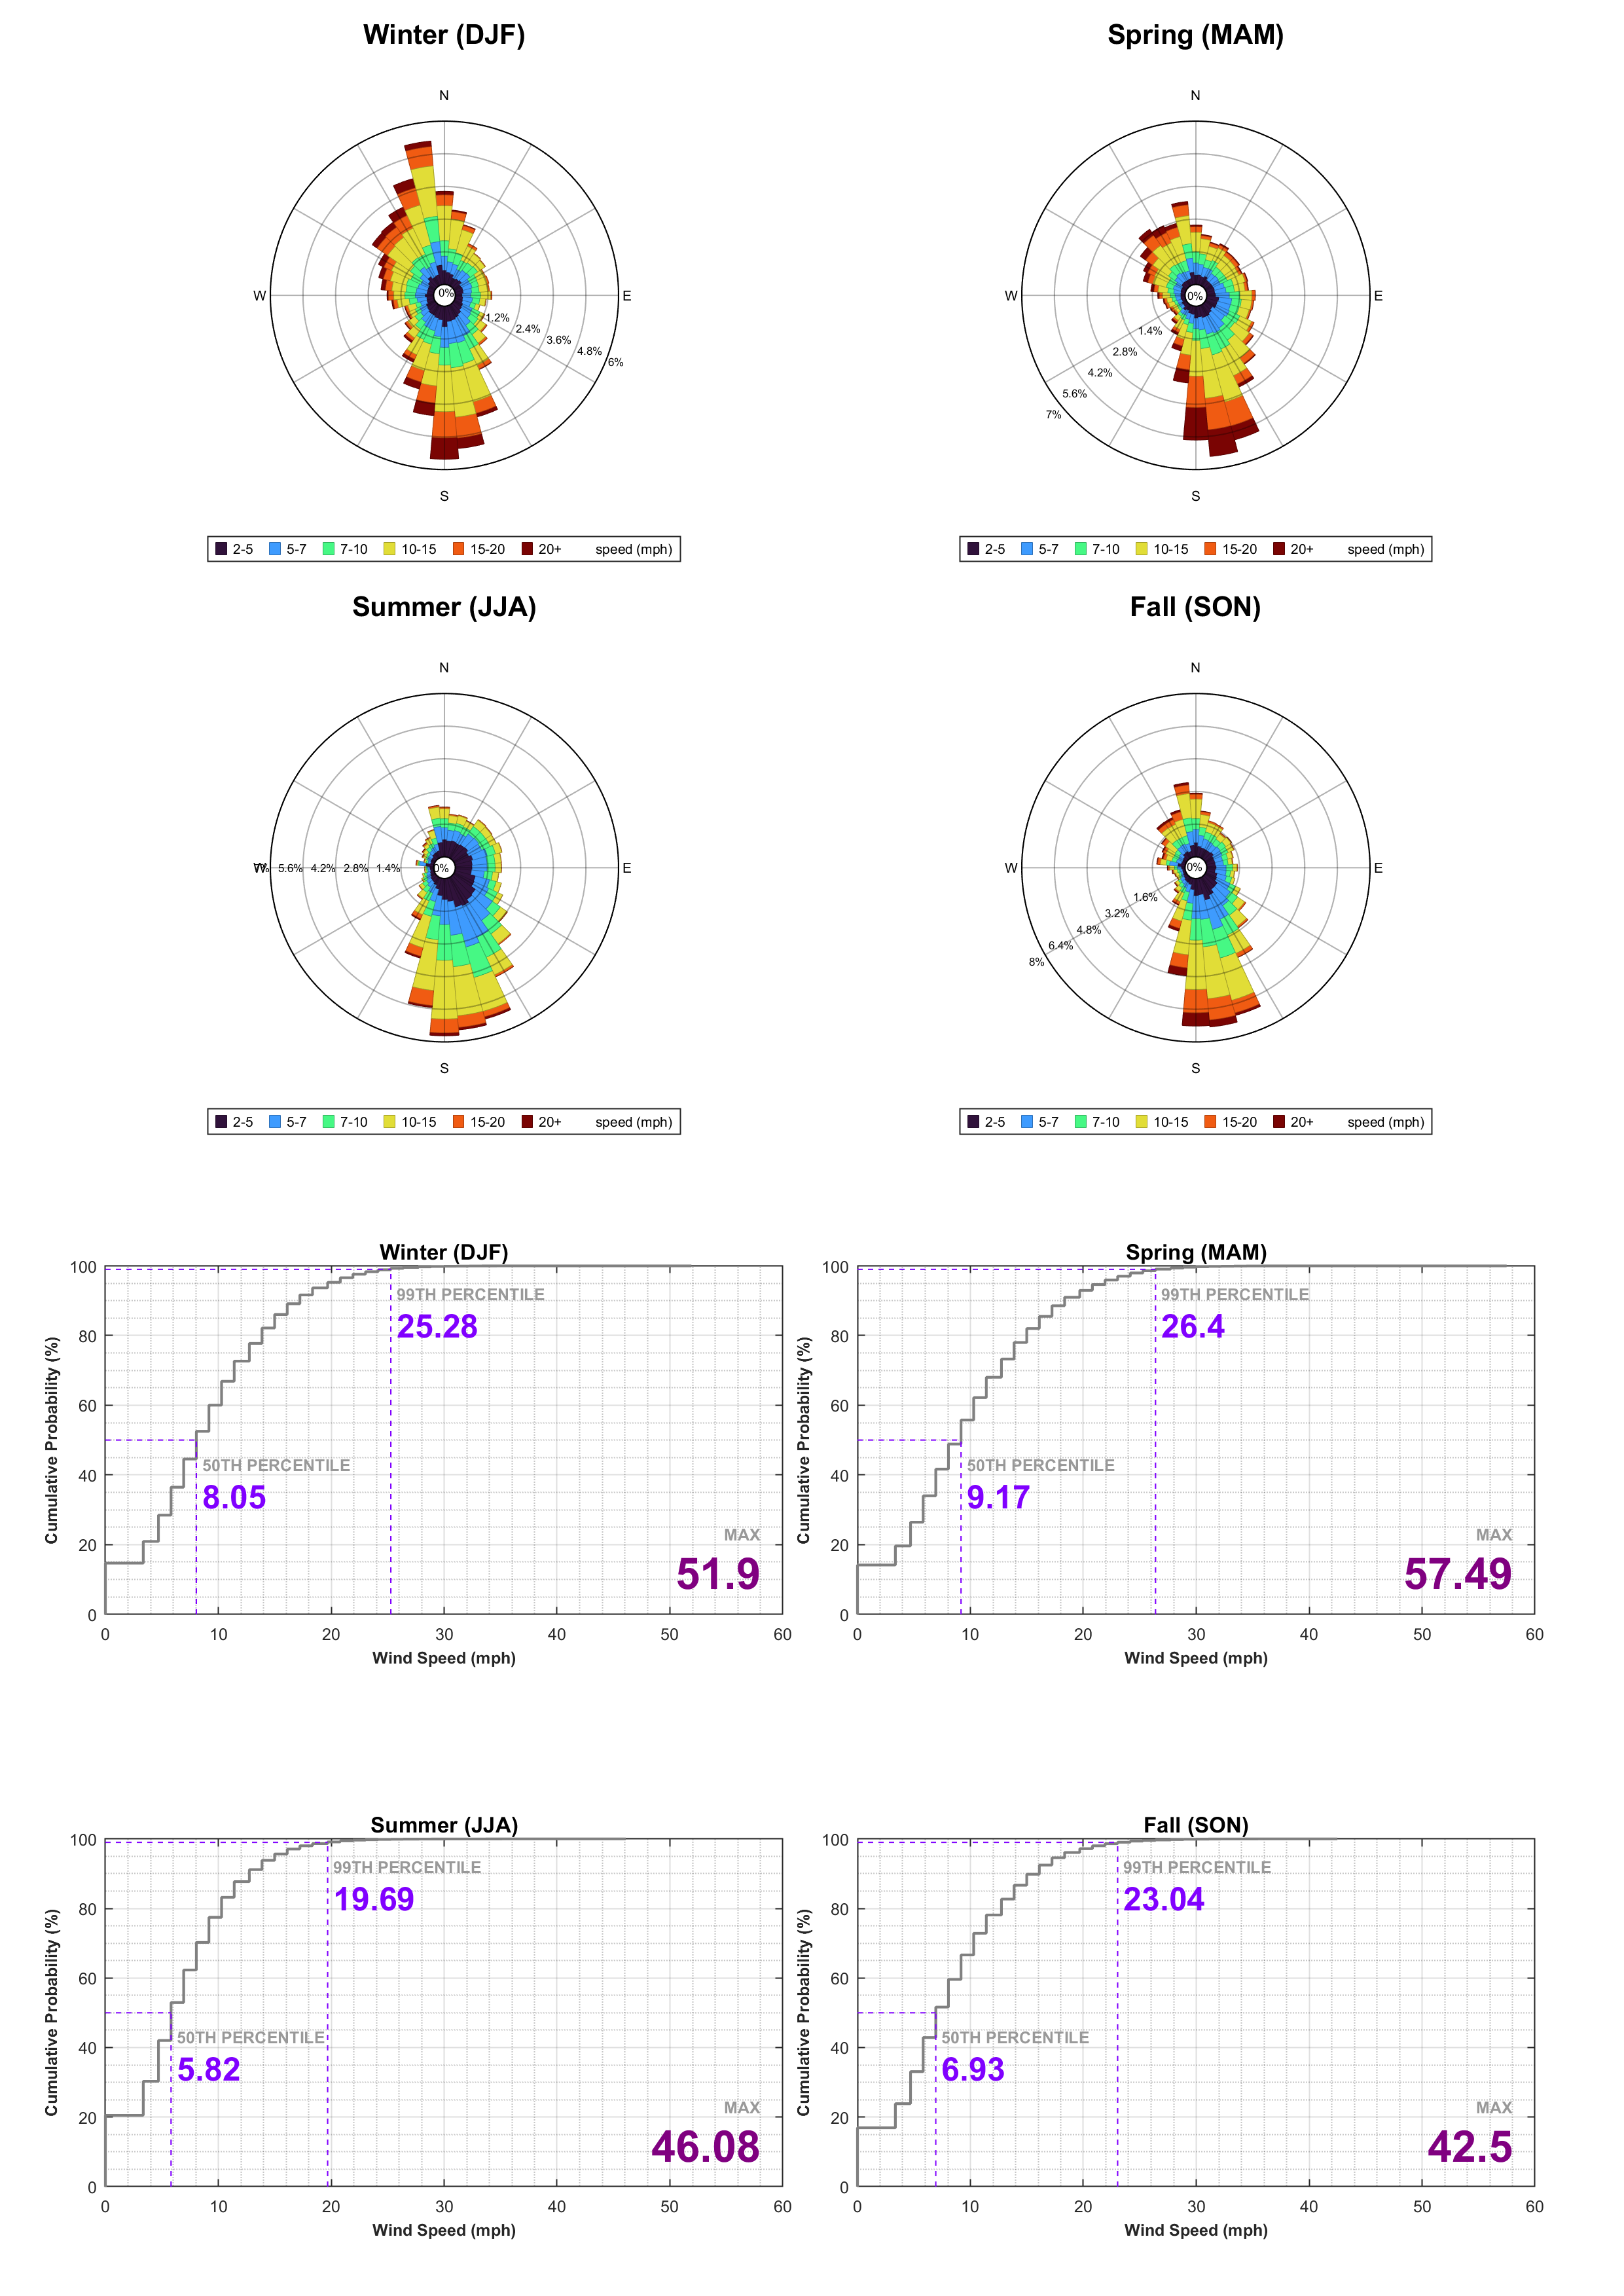 Winter (DJF)
N
W
E
S
0%
1.2%
2.4%
3.6%
4.8%
6%
2-5 5-7 7-10 10-15 15-20 20+ speed (mph)
Spring (MAM)
N
W
E
S
0%
1.4%
2.8%
4.2%
5.6%
7%
2-5 5-7 7-10 10-15 15-20 20+ speed (mph)
Summer (JJA)
N
W
E
S
5.6% 4.2% 2.8% 1.4% 0%
2-5 5-7 7-10 10-15 15-20 20+ speed (mph)
Fall (SON)
N
W
E
S
0%
1.6%
3.2%
4.8%
6.4%
8%
2-5 5-7 7-10 10-15 15-20 20+ speed (mph)
Winter (DJF)
Cumulative Probability (%)
100
80
60
40
20
0
99TH PERCENTILE
25.28
50TH PERCENTILE
8.05
MAX
51.9
0 10 20 30 40 50 60
Wind Speed (mph)
Spring (MAM)
Cumulative Probability (%)
100
80
60
40
20
0
99TH PERCENTILE
26.4
50TH PERCENTILE
9.17
MAX
57.49
0 10 20 30 40 50 60
Wind Speed (mph)
Summer (JJA)
Cumulative Probability (%)
100
80
60
40
20
0
99TH PERCENTILE
19.69
50TH PERCENTILE
5.82
MAX
46.08
0 10 20 30 40 50 60
Wind Speed (mph)
Fall (SON)
Cumulative Probability (%)
100
80
60
40
20
0
99TH PERCENTILE
23.04
50TH PERCENTILE
6.93
MAX
42.5
0 10 20 30 40 50 60
Wind Speed (mph)